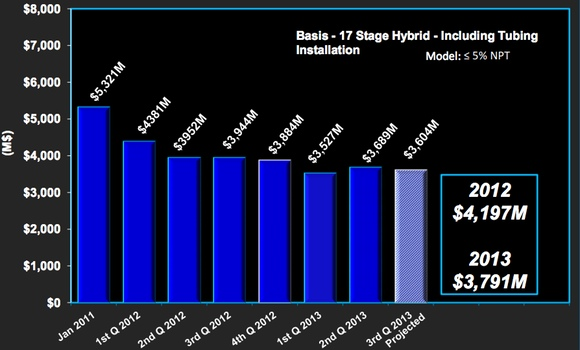 $8,000
$7,000
$6,000
$5,000
$4,000
$3,000
$2,000
$1,000
$0
(M$)
Basis - 17 Stage Hybrid - Including Tubing
Installation
Model: ≤ 5% NPT
$5,321M
$4381M
$3952M
$3,944M
$3,884M
$3,527M
$3,689M
$3,604M
2012
$4,197M
2013
$3,791M
Jan 2011
1st Q 2012
2nd Q 2012
3rd Q 2012
4th Q 2012
1st Q 2013
2nd Q 2013
3rd Q 2013
Projected